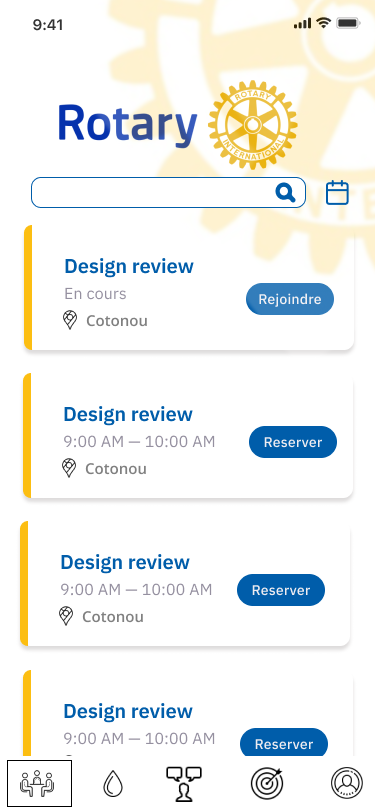 9:41
Rotary
ROTARY
INTERNATIONAL
Design review
En cours
Rejoindre
Cotonou
Design review
9:00 AM — 10:00 AM
Reserver
Cotonou
Design review
9:00 AM — 10:00 AM
Reserver
Cotonou
Design review
9:00 AM — 10:00 AM
Reserver